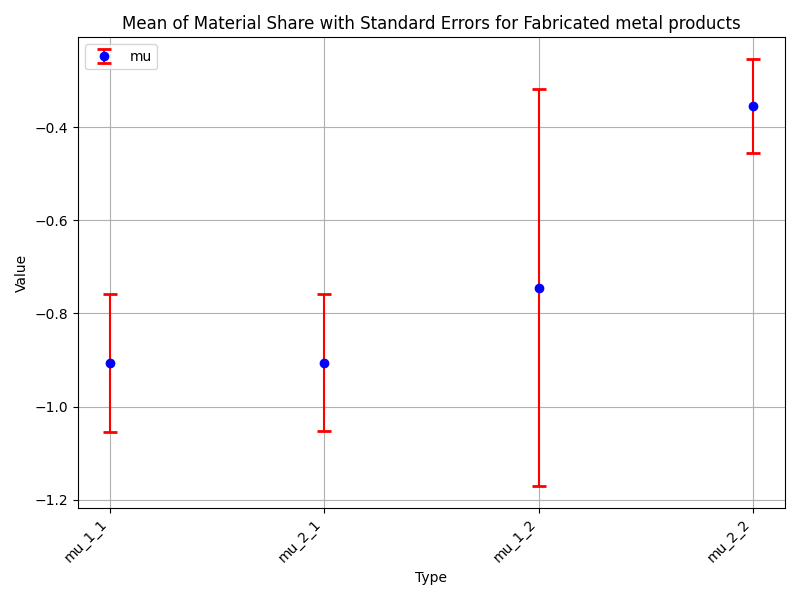 Mean of Material Share with Standard Errors for Fabricated metal products
mu
−0.4
−0.6
−0.8
−1.0
−1.2
Value
mu_1_1
mu_2_1
mu_1_2
mu_2_2
Type